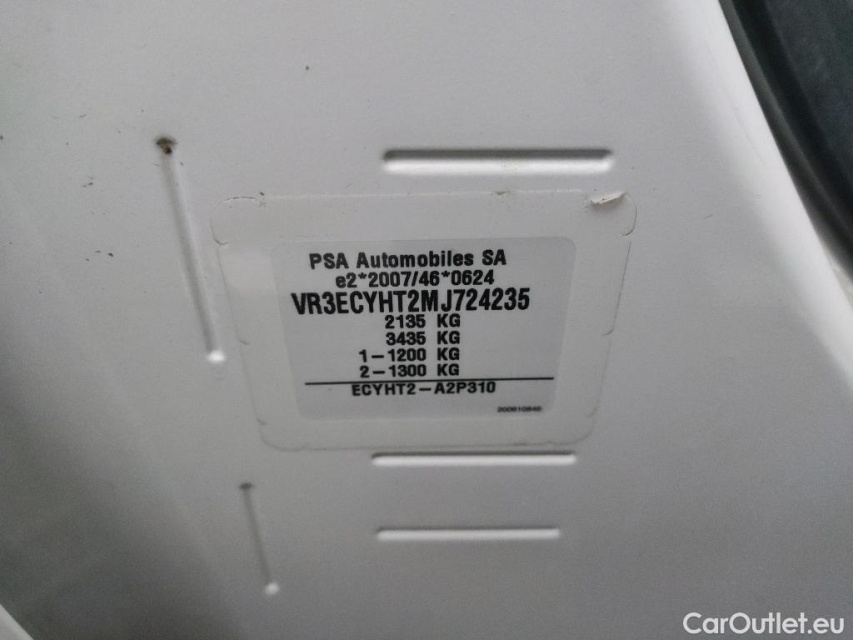 PSA Automobiles SA
e2*2007/46*0624
VR3ECYHT2MJ724235
2135 KG
3435 KG
1-1200 KG
2-1300 KG
ECYHT2-A2P310
CarOutlet.eu